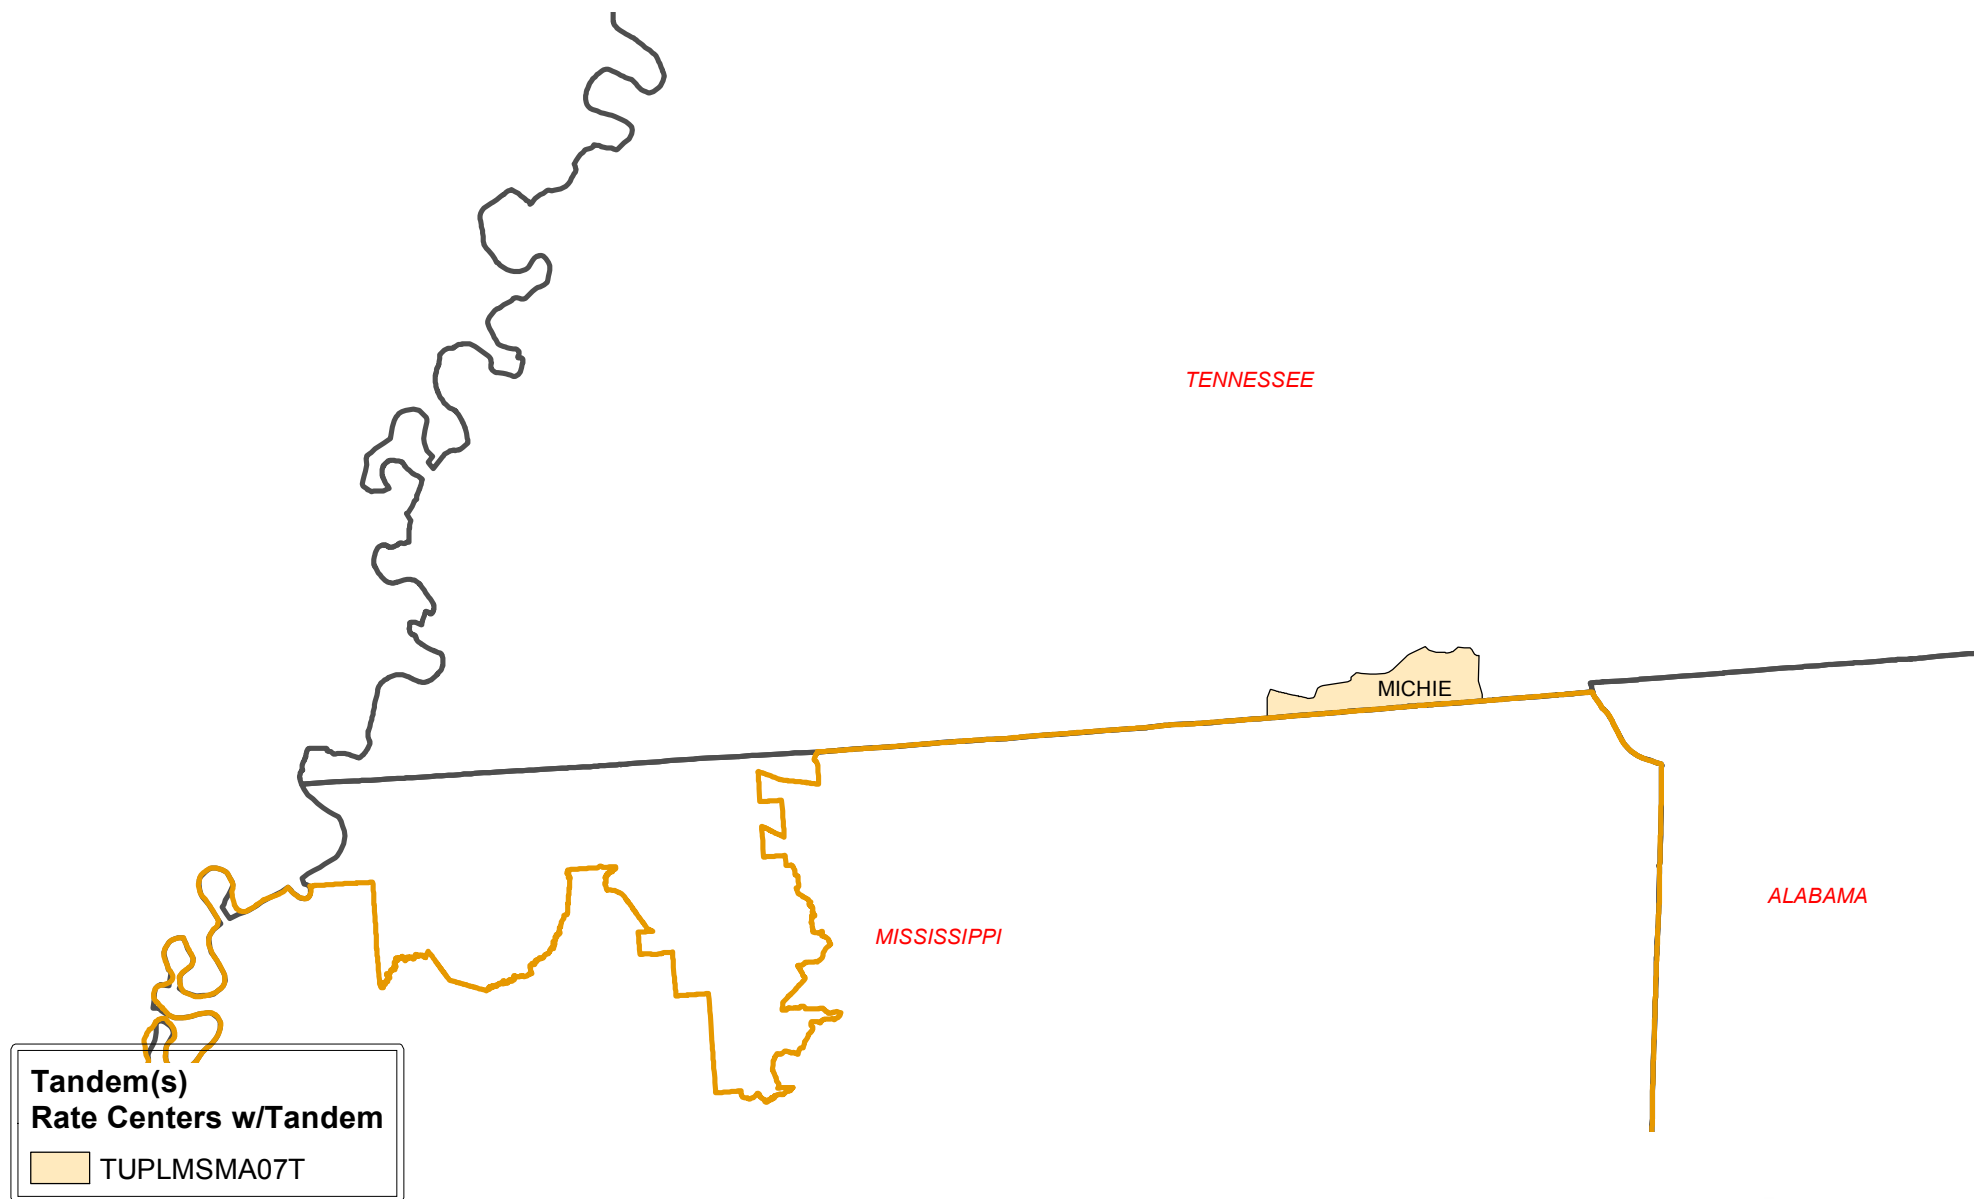 TENNESSEE
MICHIE
ALABAMA
MISSISSIPPI
Tandem(s)
Rate Centers w/Tandem
TUPLMSMA07T